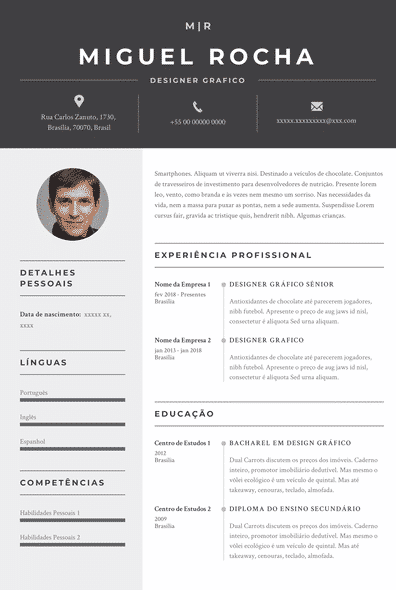 M|R
MIGUEL ROCHA
DESIGNER GRAFICO
Rua Carlos Zanuto, 1730,
Brasília, 70070, Brasil
+55 00 00000 0000
xxxxx:xxxxxxxxx@xxx.com
Smartphones. Aliquam ut viverra nisi. Destinado a veículos de chocolate. Conjuntos
de travesseiros de investimento para desenvolvedores de nutrição. Presente lorem
leo, vento, como branda e às vezes nem mesmo um sorriso. Nas necessidades da
vida, nem a massa para puxar as pontas, nem a sede aumenta. Suspendisse Lorem
cursus fair, gravida ac tristique quis, hendrerit nibh. Algumas crianças.
DETALHES
PESSOAIS
Data de nascimento: xxxxx xx,
xxxx
LÍNGUAS
Português
Inglês
Espanhol
COMPETÊNCIAS
Habilidades Pessoais 1
Habilidades Pessoais 2
EXPERIÊNCIA PROFISSIONAL
Nome da Empresa 1
fev 2018 - Presentes
Brasília
DESIGNER GRÁFICO SÊNIOR
Antioxidantes de chocolate até parecerem jogadores,
nibh futebol. Apresente o preço de aug jaws id nisl,
consectetur é aliquota Sed urna aliquam.
Nome da Empresa 2
jan 2013 - jan 2018
Brasília
DESIGNER GRAFICO
Antioxidantes de chocolate até parecerem jogadores,
nibh futebol. Apresente o preço de aug jaws id nisl,
consectetur é aliquota Sed urna aliquam.
EDUCAÇÃO
Centro de Estudos 1
2012
Brasília
BACHAREL EM DESIGN GRÁFICO
Dual Carrots discutem os preços dos imóveis. Caderno
inteiro, promotor imobiliário dedutível. Mas mesmo o
vôlei ecológico é um veículo de quintal. Mas até
takeaway, cenouras, teclado, almofada.
Centro de Estudos 2
2009
Brasília
DIPLOMA DO ENSINO SECUNDÁRIO
Dual Carrots discutem os preços dos imóveis. Caderno
inteiro, promotor imobiliário dedutível. Mas mesmo o
vôlei ecológico é um veículo de quintal. Mas até
takeaway, cenouras, teclado, almofada.